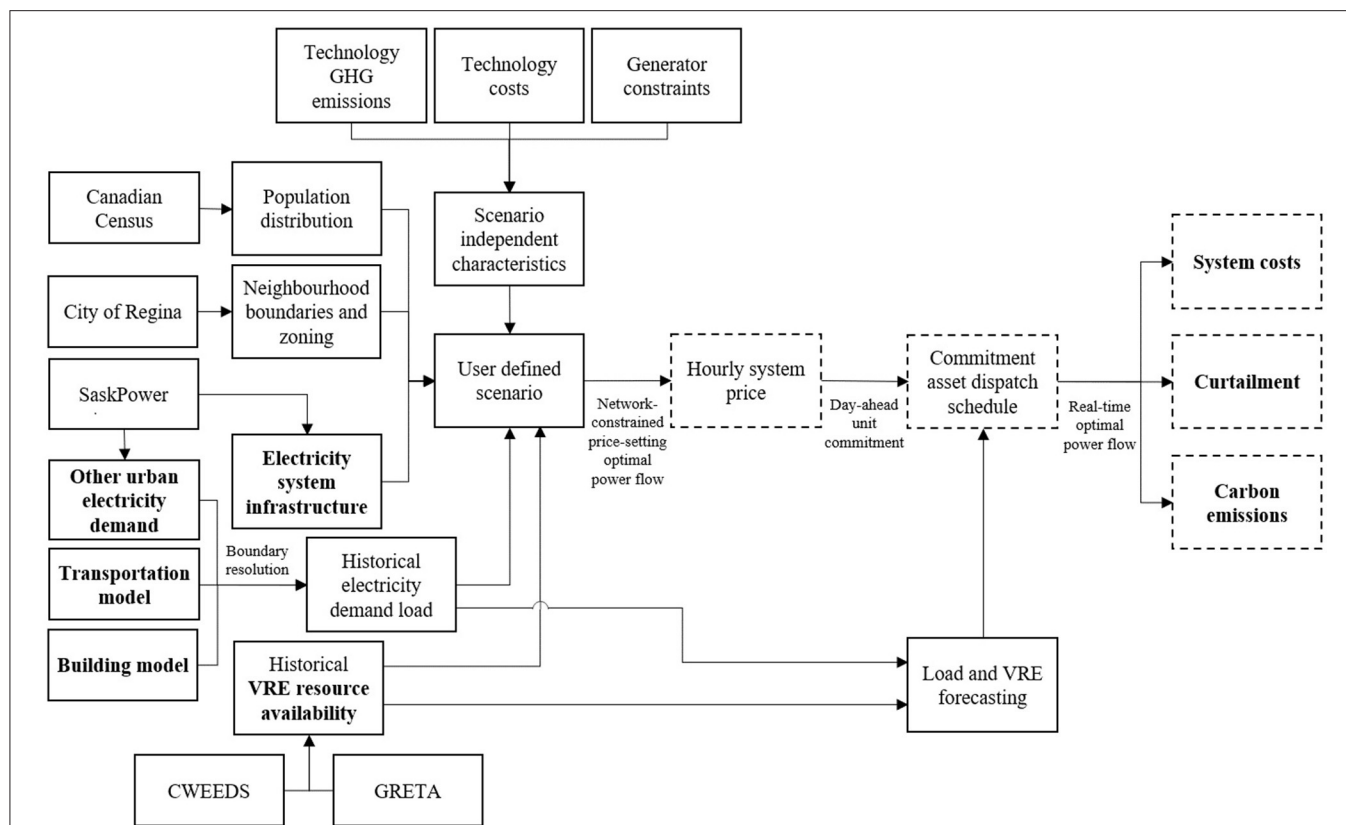 Technology
GHG
emissions
Technology
costs
Generator
constraints
Canadian
Census
Population
distribution
Scenario
independent
characteristics
City of Regina
Neighbourhood
boundaries and
zoning
User defined
scenario
Network-
constrained
price-setting
optimal
power flow
Hourly system
price
Day-ahead
unit
commitment
Commitment
asset dispatch
schedule
Real-time
optimal
power flow
System costs
Curtailment
Carbon
emissions
SaskPower
Electricity
system
infrastructure
Other urban
electricity
demand
Transportation
model
Building model
Boundary
resolution
Historical
electricity
demand load
Historical
VRE resource
availability
Load and VRE
forecasting
CWEEDS
GRETA